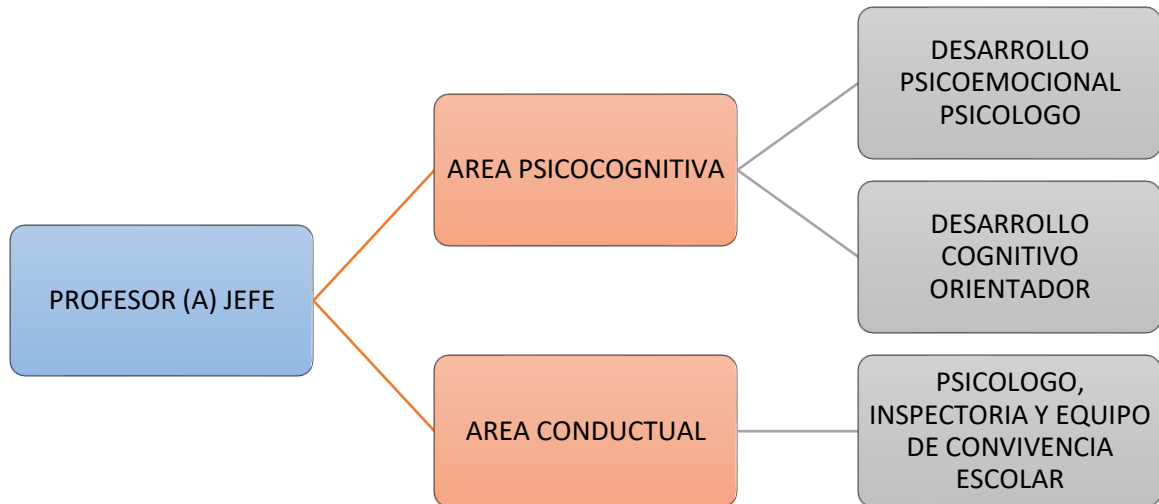 PROFESOR (A) JEFE
AREA PSICOCOGNITIVA
DESARROLLO
PSICOEMOCIONAL
PSICOLOGO
DESARROLLO
COGNITIVO
ORIENTADOR
AREA CONDUCTUAL
PSICOLOGO,
INSPECTORIA Y EQUIPO
DE CONVIVENCIA
ESCOLAR